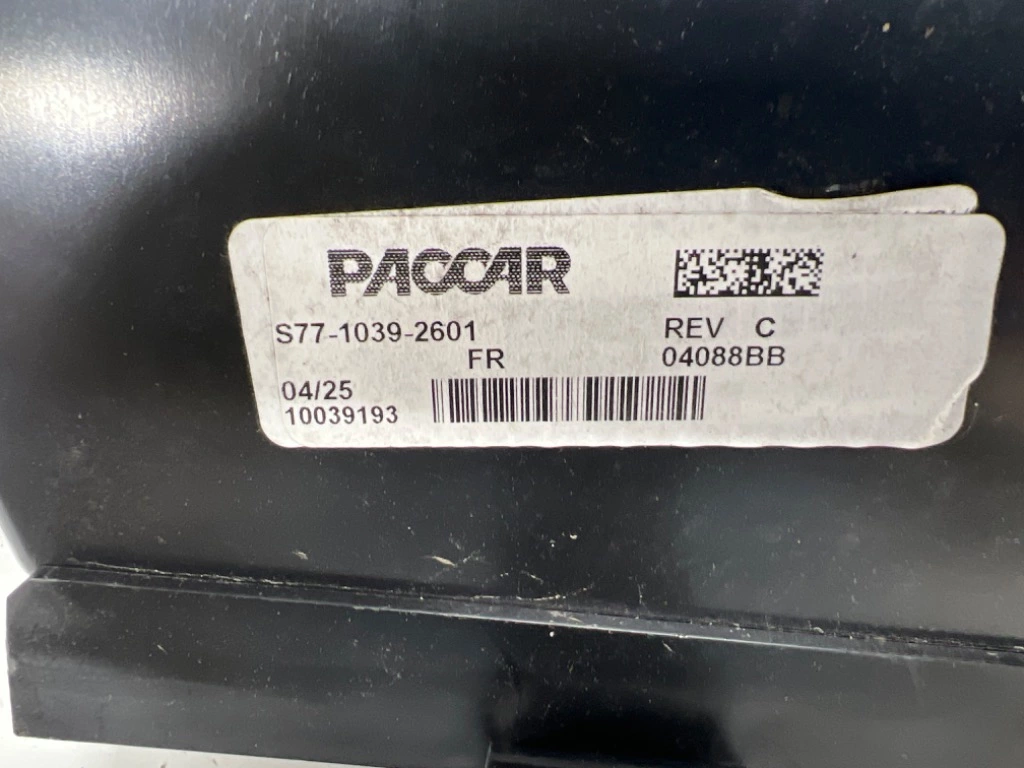 PACCAR
S77-1039-2601 REV C
FR 04088BB
04/25
10039193